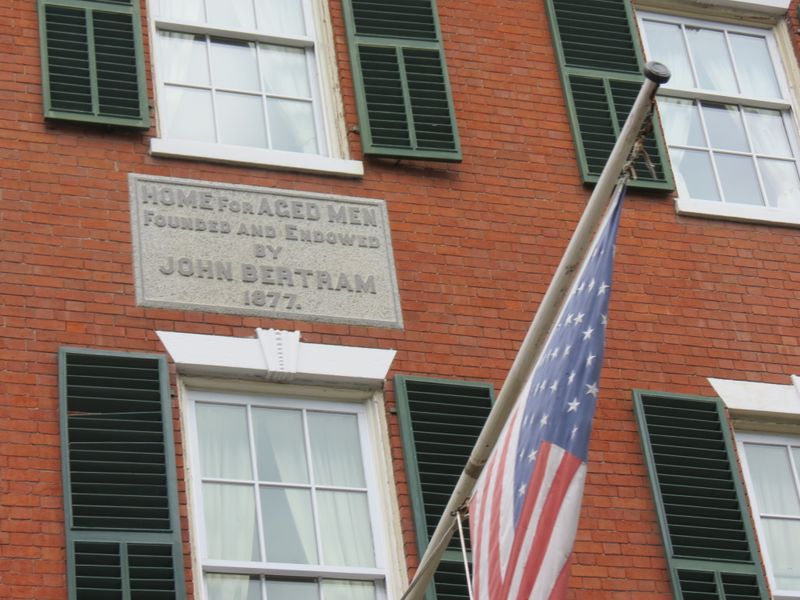 HOME FOR AGED MEN
FOUNDED AND ENDOWED
BY
JOHN BERTRAM
1877.